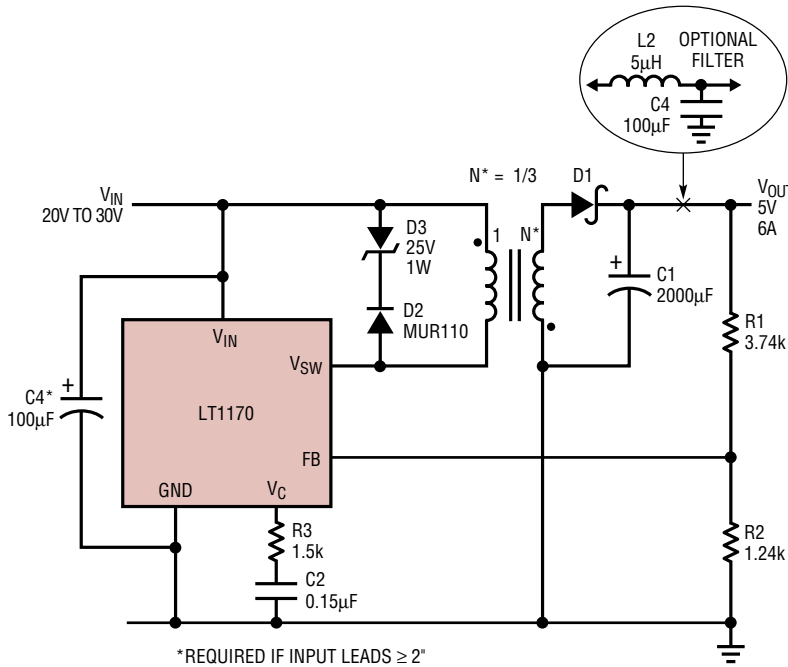 L2
5µH
OPTIONAL
FILTER
C4
100µF
N* = 1/3
D1
VIN
20V TO 30V
VOUT
5V
6A
D3
25V
1W
1
N*
+
C1
2000µF
D2
MUR110
R1
3.74k
VIN
VSW
C4*
100µF
+
LT1170
FB
GND
VC
R3
1.5k
R2
1.24k
C2
0.15µF
*REQUIRED IF INPUT LEADS ≥ 2"